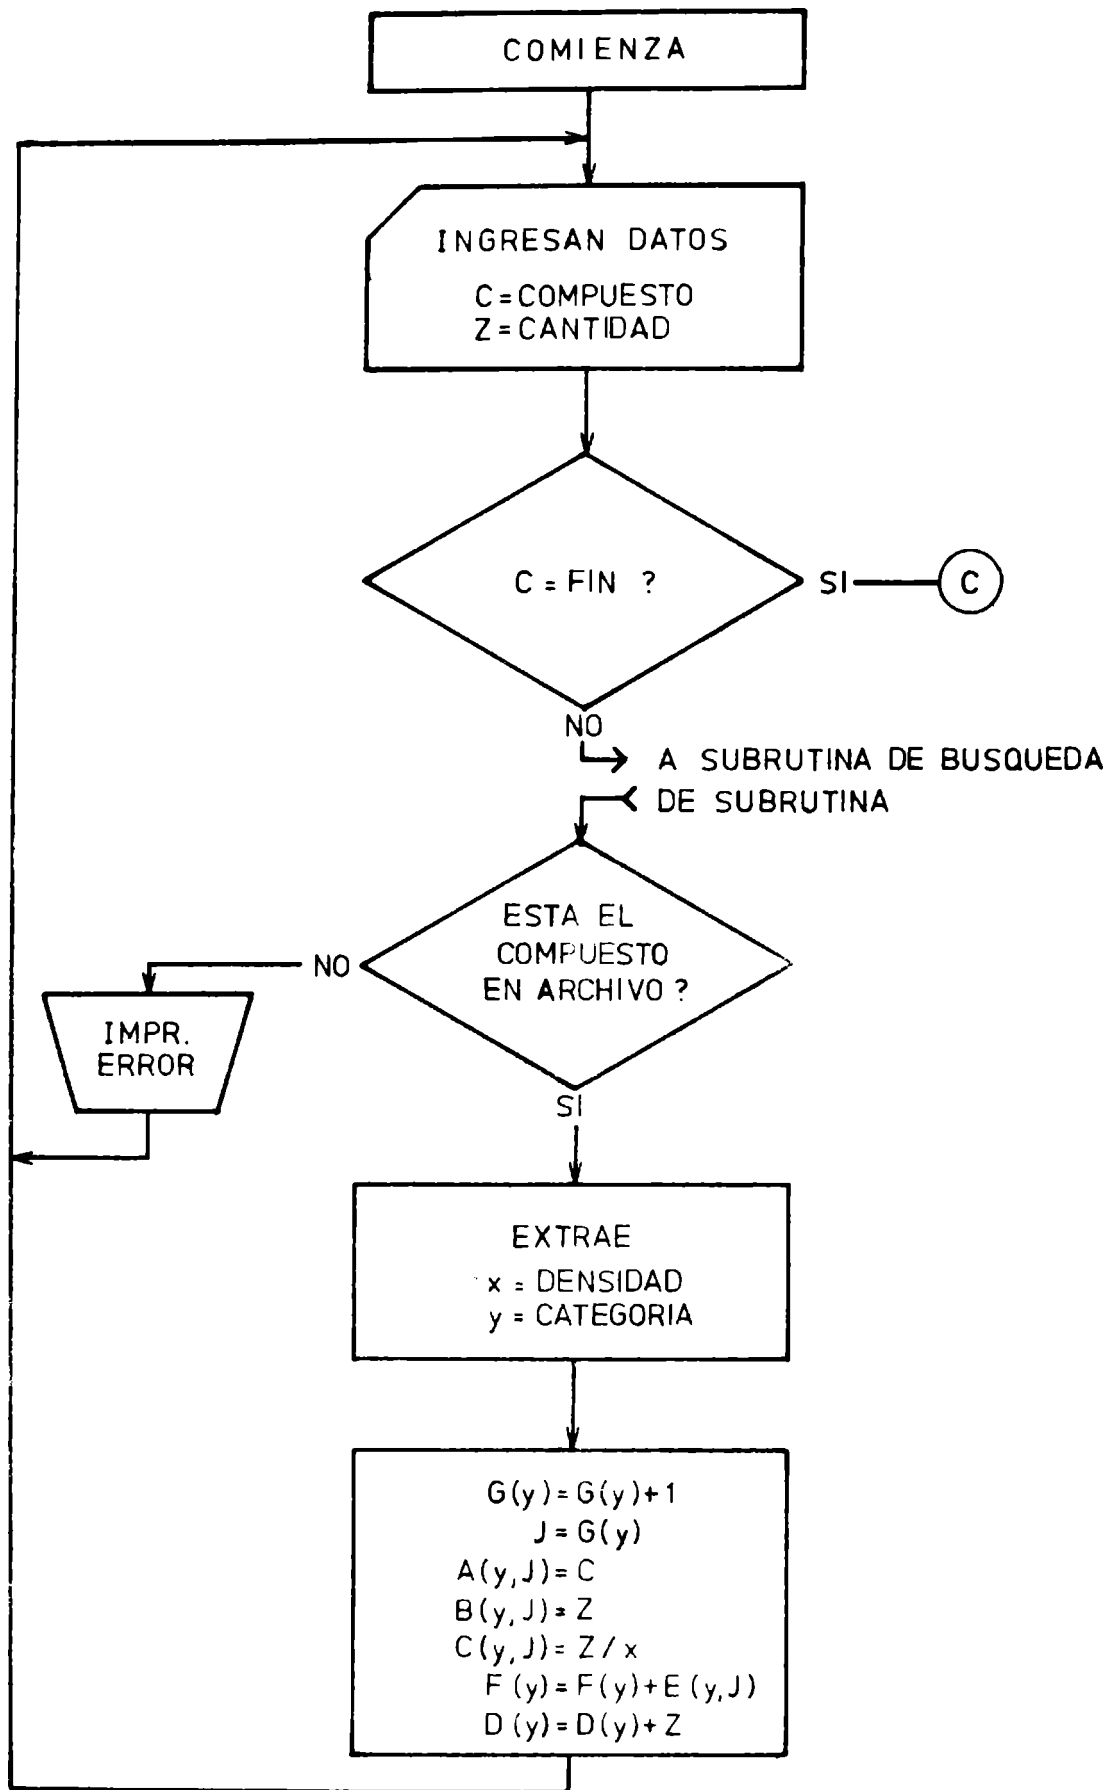 COMIENZA
INGRESAN DATOS
C = COMPUESTO
Z = CANTIDAD
C = FIN ?
SI
C
NO
A SUBRUTINA DE BUSQUEDA
DE SUBRUTINA
ESTA EL
COMPUESTO
EN ARCHIVO ?
NO
IMPR.
ERROR
SI
EXTRAE
x = DENSIDAD
y = CATEGORIA
G(y) = G(y) + 1
J = G(y)
A(y,J) = C
B(y,J) = Z
C(y,J) = Z / x
F(y) = F(y) + E(y,J)
D(y) = D(y) + Z